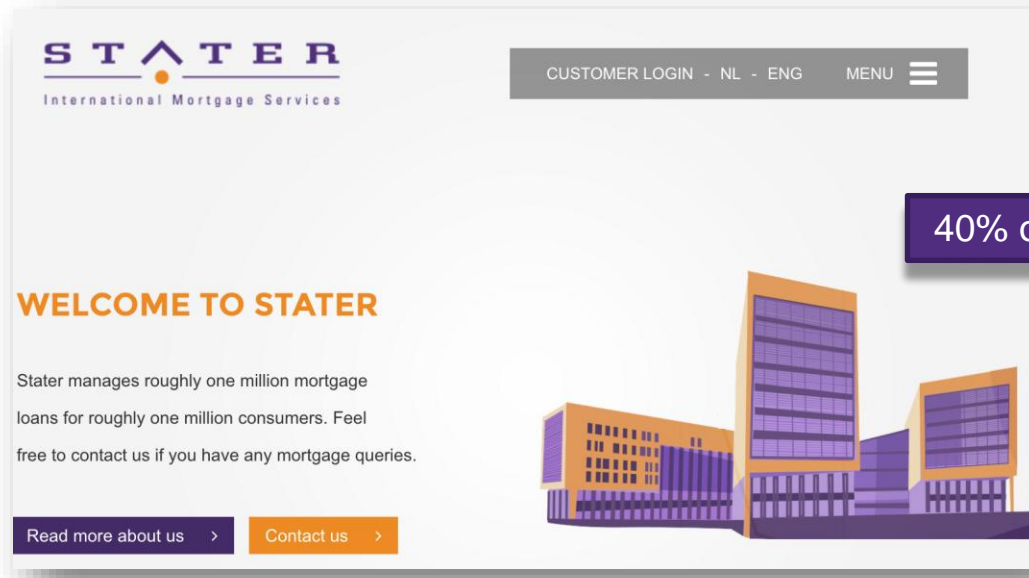 STATER
International Mortgage Services
CUSTOMER LOGIN - NL - ENG MENU
40%
WELCOME TO STATER
Stater manages roughly one million mortgage
loans for roughly one million consumers. Feel
free to contact us if you have any mortgage queries.
Read more about us >
Contact us >